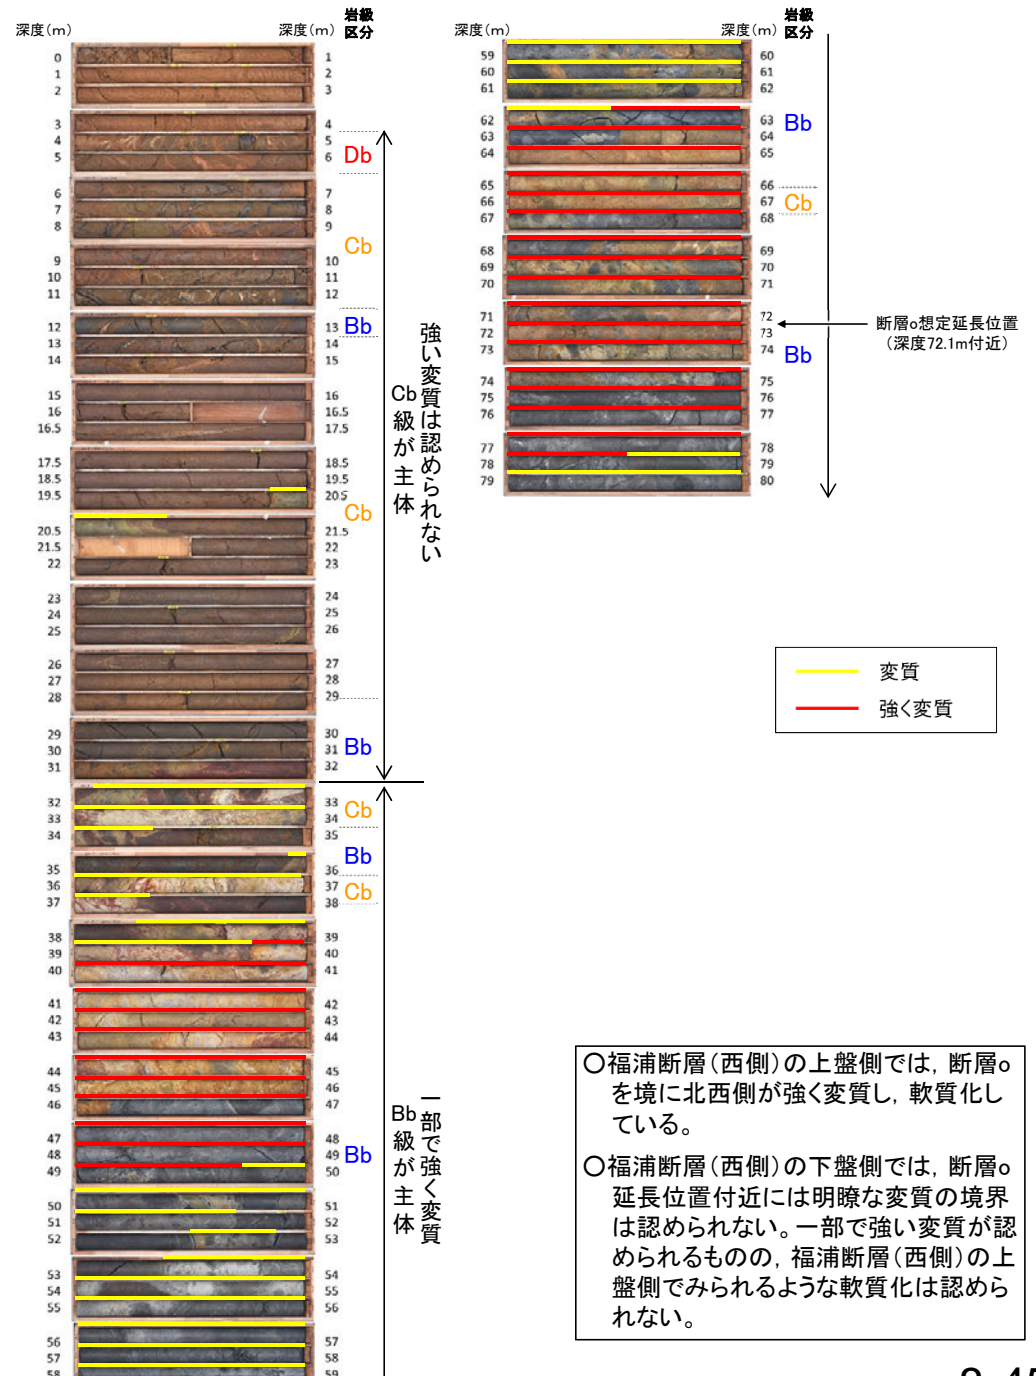 深度(m)
深度(m)
岩級
区分
0 1
1 2
2 3
3 4
4 5
5 6
Db
6 7
7 8
8 9
Cb
9 10
10 11
11 12
12 13
Bb
13 14
14 15
15 16
16 16.5
16.5 17.5
17.5 18.5
18.5 19.5
19.5 20.5
Cb
20.5 21.5
21.5 22
22 23
23 24
24 25
25 26
26 27
27 28
28 29
29 30
30 31
Bb
31 32
32 33
Cb
33 34
34 35
Bb
35 36
36 37
Cb
37 38
38 39
39 40
40 41
41 42
42 43
43 44
44 45
45 46
46 47
47 48
48 49
Bb
49 50
50 51
51 52
52 53
53 54
54 55
55 56
56 57
57 58
58 59
強い変質は認められない
Cb級が主体
一部で強く変質
Bb級が主体
深度(m)
深度(m)
岩級
区分
59 60
60 61
61 62
62 63
Bb
63 64
64 65
65 66
66 67
Cb
67 68
68 69
69 70
70 71
71 72
72 73
73 74
Bb
74 75
75 76
76 77
77 78
78 79
79 80
断層o想定延長位置
(深度72.1m付近)
変質
強く変質
○福浦断層(西側)の上盤側では,断層o
を境に北西側が強く変質し,軟質化し
ている。
○福浦断層(西側)の下盤側では,断層o
延長位置付近には明瞭な変質の境界
は認められない。一部で強い変質が認
められるものの,福浦断層(西側)の上
盤側でみられるような軟質化は認めら
れない。